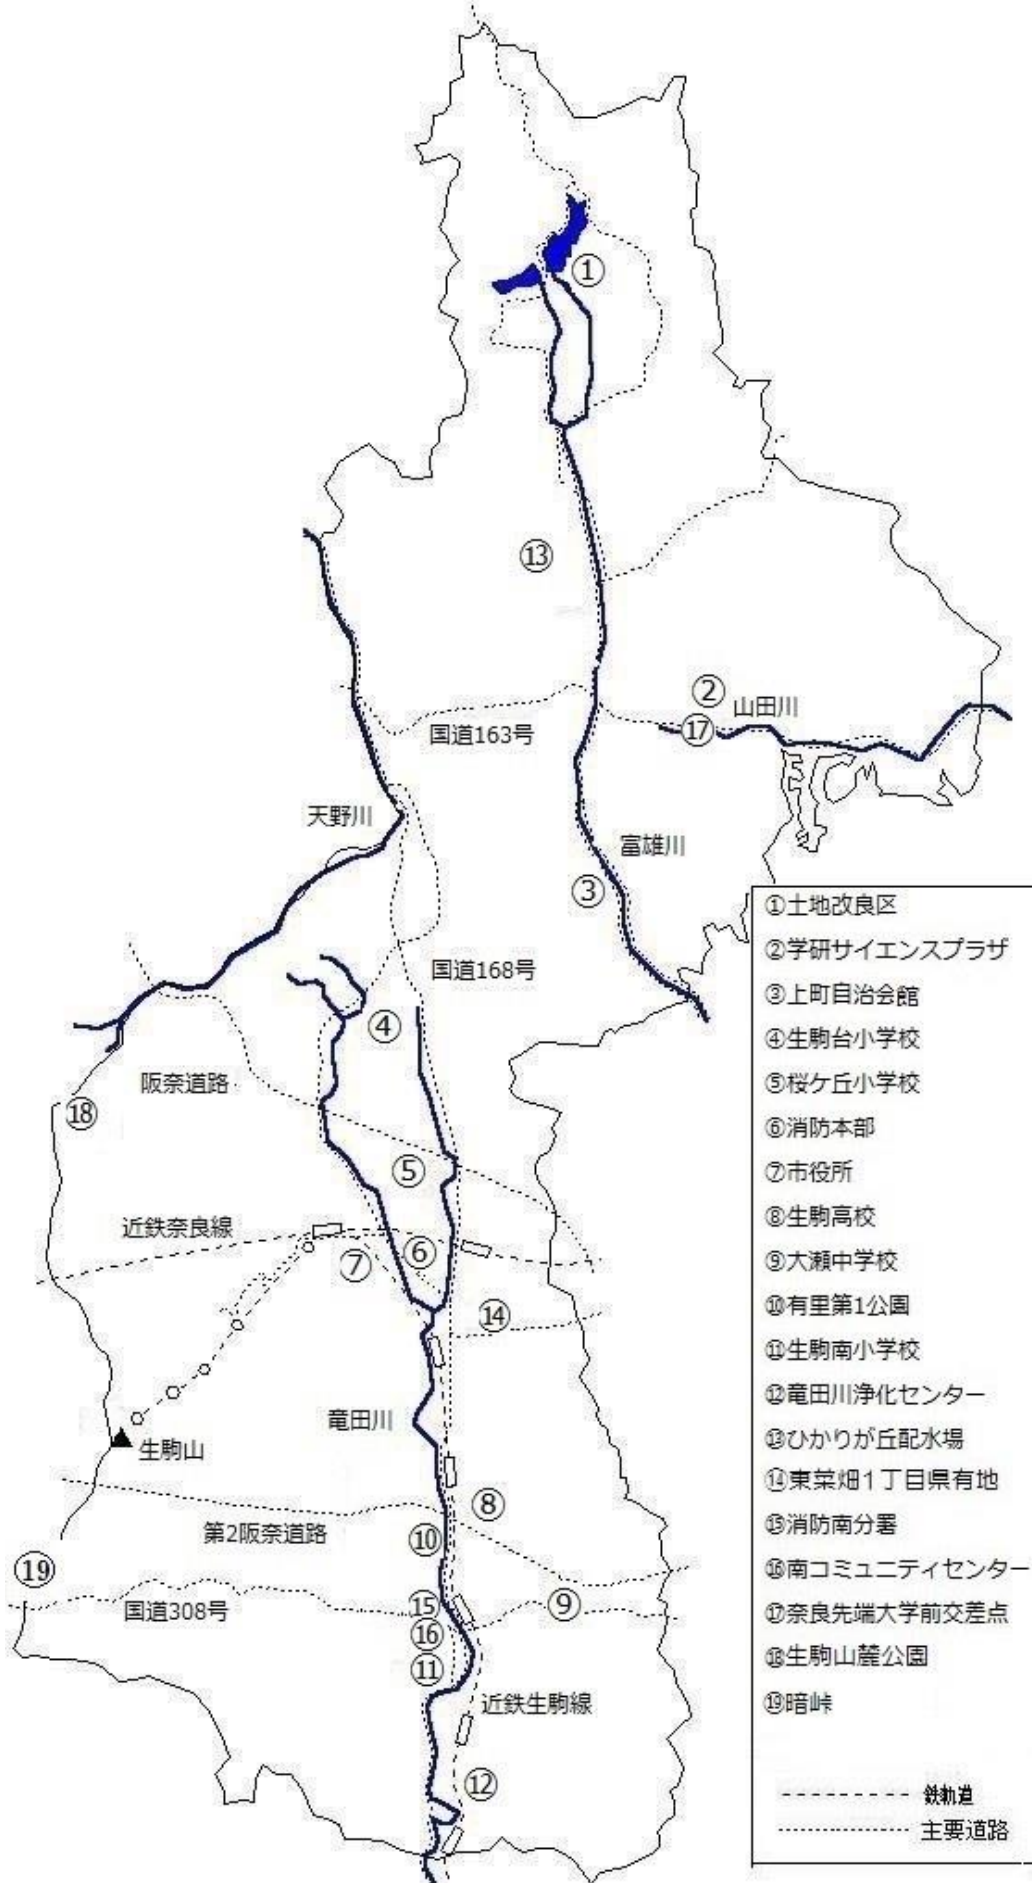 ①
⑬
②
山田川
⑰
国道163号
天野川
富雄川
③
国道168号
④
阪奈道路
⑱
⑤
近鉄奈良線
⑥
⑦
⑭
竜田川
生駒山
⑧
第2阪奈道路
⑩
⑲
国道308号
⑮
⑨
⑯
⑪
近鉄生駒線
⑫
①土地改良区
②学研サイエンスプラザ
③上町自治会館
④生駒台小学校
⑤桜ケ丘小学校
⑥消防本部
⑦市役所
⑧生駒高校
⑨大瀬中学校
⑩有里第1公園
⑪生駒南小学校
⑫竜田川浄化センター
⑬ひかりが丘配水場
⑭東菜畑1丁目県有地
⑮消防南分署
⑯南コミュニティセンター
⑰奈良先端大学前交差点
⑱生駒山麓公園
⑲暗峠
鉄軌道
主要道路